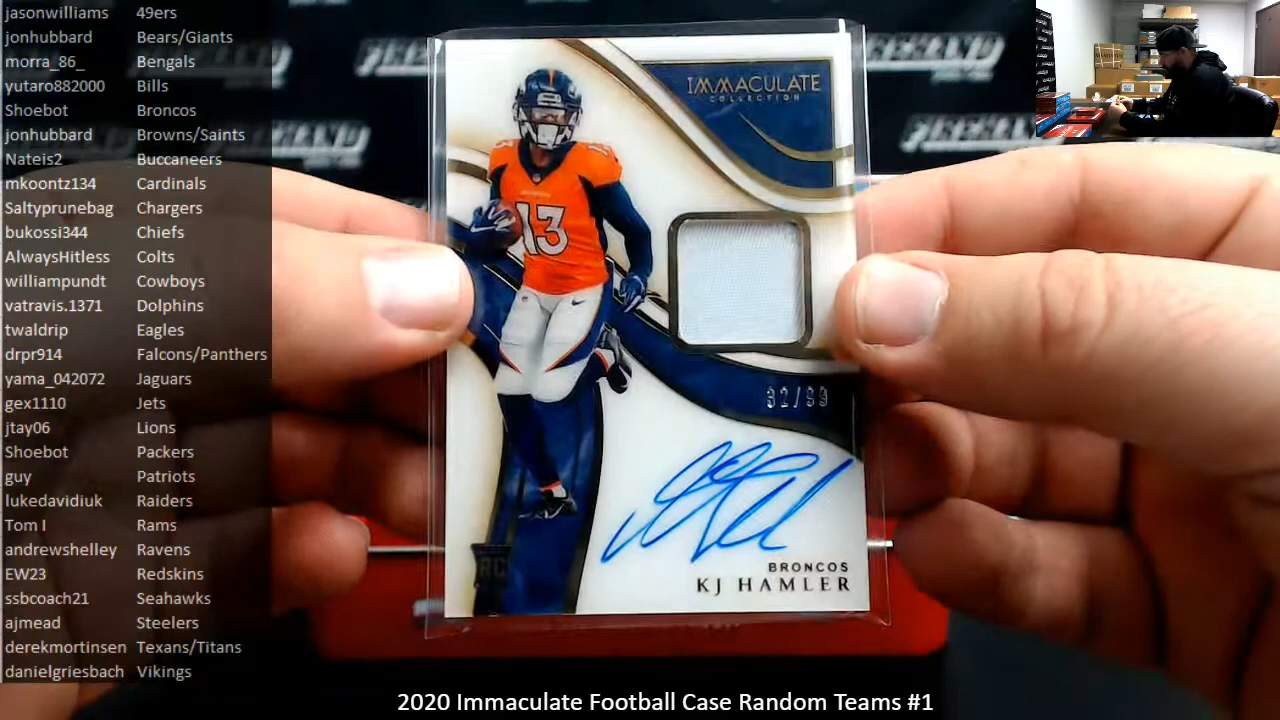 jasonwilliams 49ers
jonhubbard Bears/Giants
morra_86_ Bengals
yutaro882000 Bills
Shoebot Broncos
jonhubbard Browns/Saints
Nateis2 Buccaneers
mkoontz134 Cardinals
Saltyprunebag Chargers
bukossi344 Chiefs
AlwaysHitless Colts
williampundt Cowboys
vatravis.1371 Dolphins
twaldrip Eagles
drpr914 Falcons/Panthers
yama_042072 Jaguars
gex1110 Jets
jtay06 Lions
Shoebot Packers
guy Patriots
lukedavidiuk Raiders
Tom I Rams
andrewshelley Ravens
EW23 Redskins
ssbcoach21 Seahawks
ajmead Steelers
derekmortinsen Texans/Titans
danielgriesbach Vikings
IMMACULATE
COLLECTION
13
RC
BRONCOS
KJ HAMLER
2020 Immaculate Football Case Random Teams #1